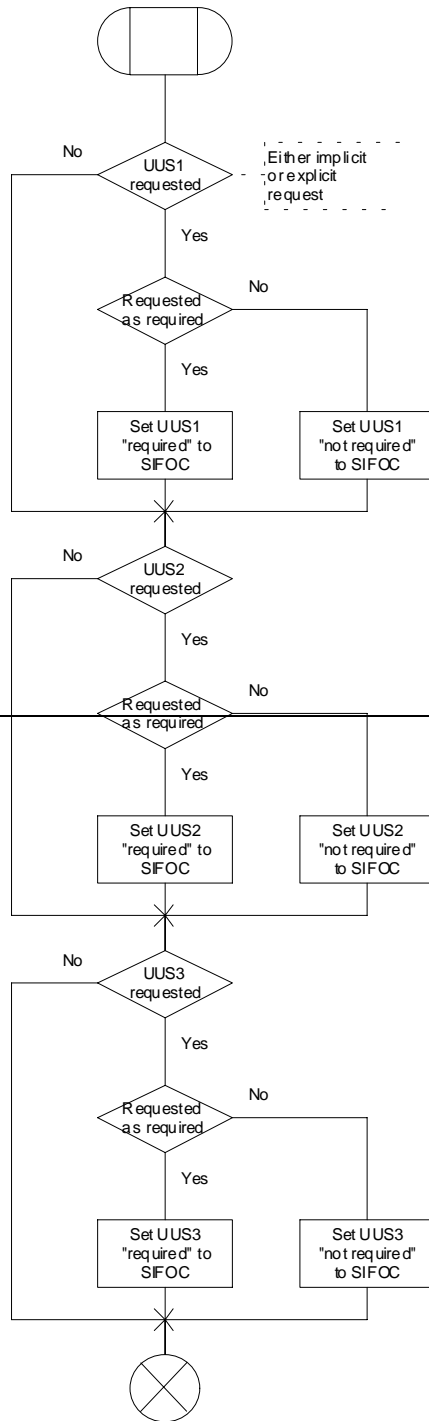 No
UUS1
requested
Either implicit
or explicit
request
Yes
Requested
as required
No
Yes
Set UUS1
"required" to
SIFOC
Set UUS1
"not required"
to SIFOC
No
UUS2
requested
Yes
Requested
as required
No
Yes
Set UUS2
"required" to
SIFOC
Set UUS2
"not required"
to SIFOC
No
UUS3
requested
Yes
Requested
as required
No
Yes
Set UUS3
"required" to
SIFOC
Set UUS3
"not required"
to SIFOC